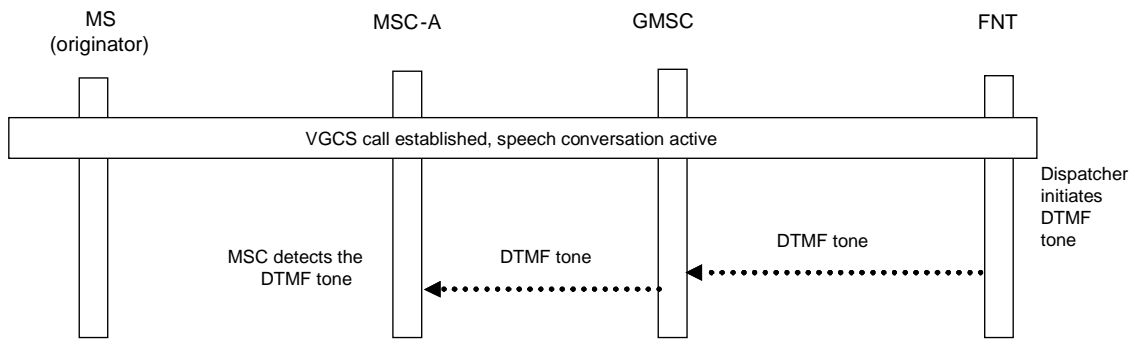 MS
(originator)
MSC-A
GMSC
FNT
VGCS call established, speech conversation active
Dispatcher
initiates
DTMF
tone
MSC detects the
DTMF tone
DTMF tone
DTMF tone